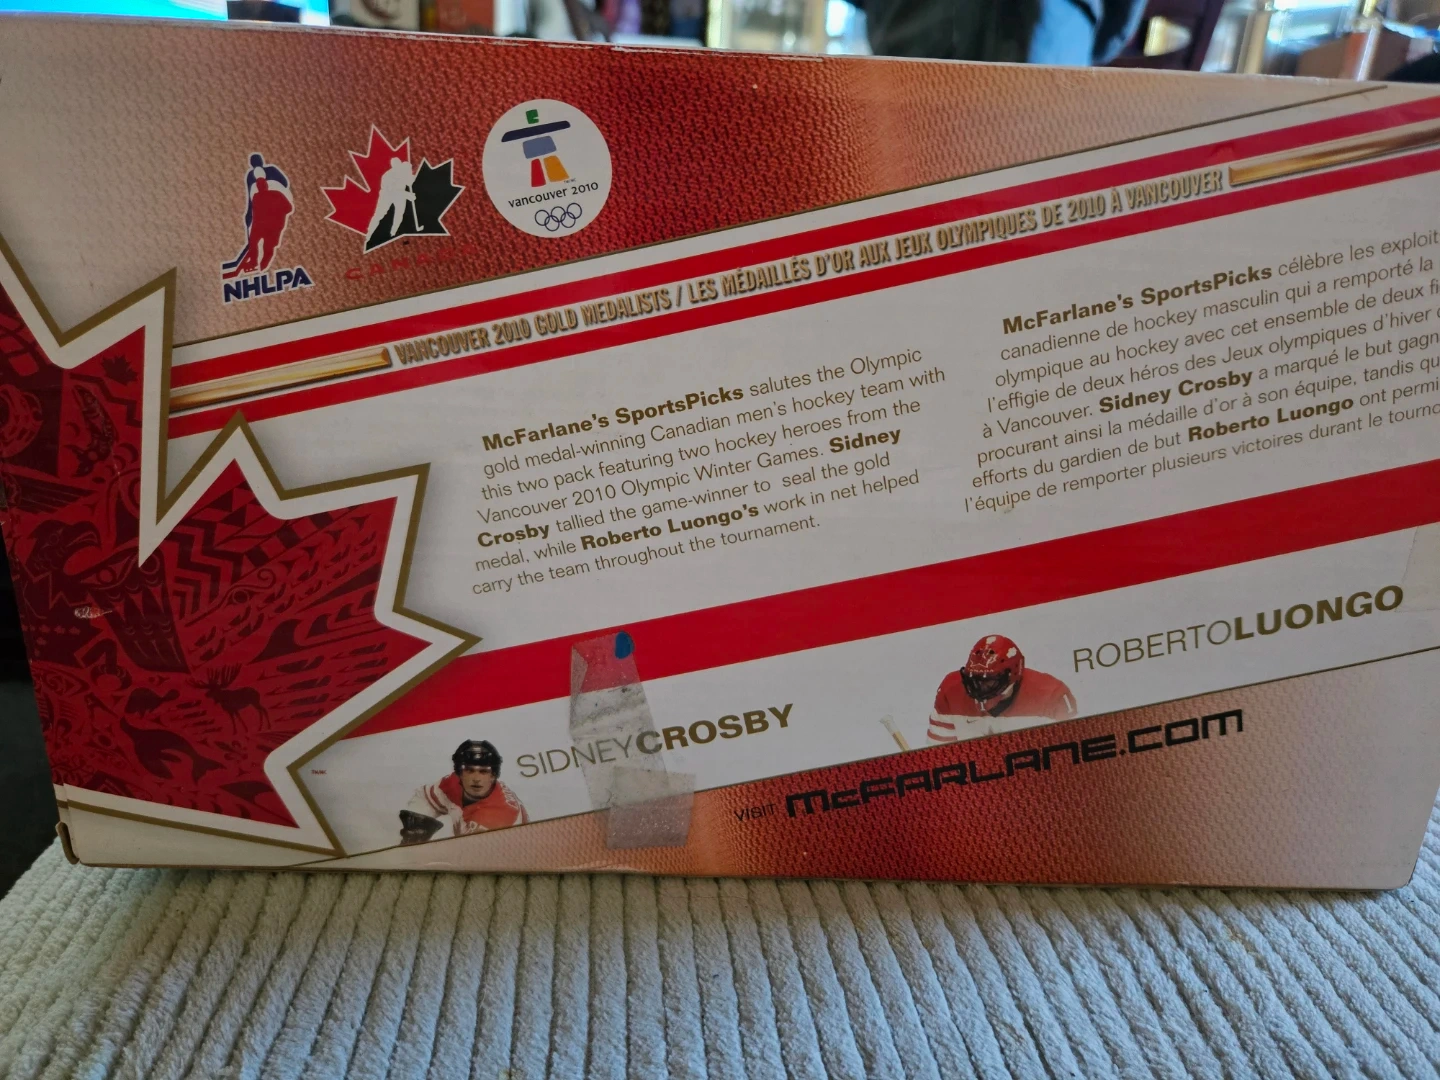 NHLPA
CANADA
vancouver 2010
VANCOUVER 2010 GOLD MEDALISTS / LES MÉDAILLÉS D'OR AUX JEUX OLYMPIQUES DE 2010 À VANCOUVER
McFarlane's SportsPicks salutes the Olympic
gold medal-winning Canadian men's hockey team with
this two pack featuring two hockey heroes from the
Vancouver 2010 Olympic Winter Games. Sidney
Crosby tallied the game-winner to seal the gold
medal, while Roberto Luongo's work in net helped
carry the team throughout the tournament.
McFarlane's SportsPicks célèbre les exploit
canadienne de hockey masculin qui a remporté la
olympique au hockey avec cet ensemble de deux fi
l'effigie de deux héros des Jeux olympiques d'hiver
à Vancouver. Sidney Crosby a marqué le but gagn
procurant ainsi la médaille d'or à son équipe, tandis qu
efforts du gardien de but Roberto Luongo ont permi
l'équipe de remporter plusieurs victoires durant le tourno
SIDNEYCROSBY
ROBERTOLUONGO
VISIT McFARLANE.COM